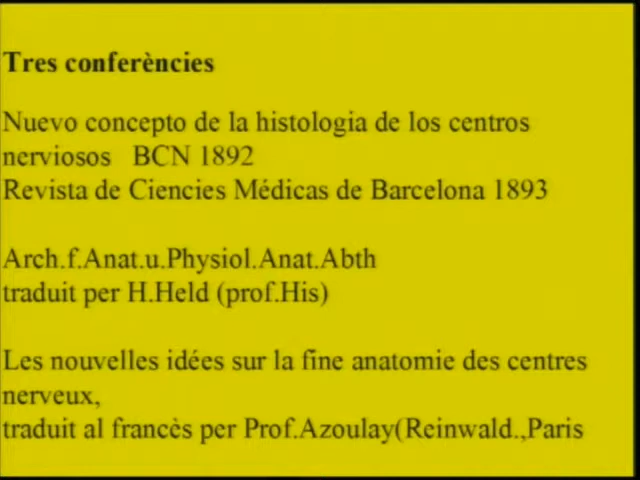 Tres conferències
Nuevo concepto de la histologia de los centros
nerviosos BCN 1892
Revista de Ciencies Médicas de Barcelona 1893
Arch.f.Anat.u.Physiol.Anat.Abth
traduit per H.Held (prof.His)
Les nouvelles idées sur la fine anatomie des centres
nerveux,
traduit al francès per Prof.Azoulay(Reinwald.,Paris